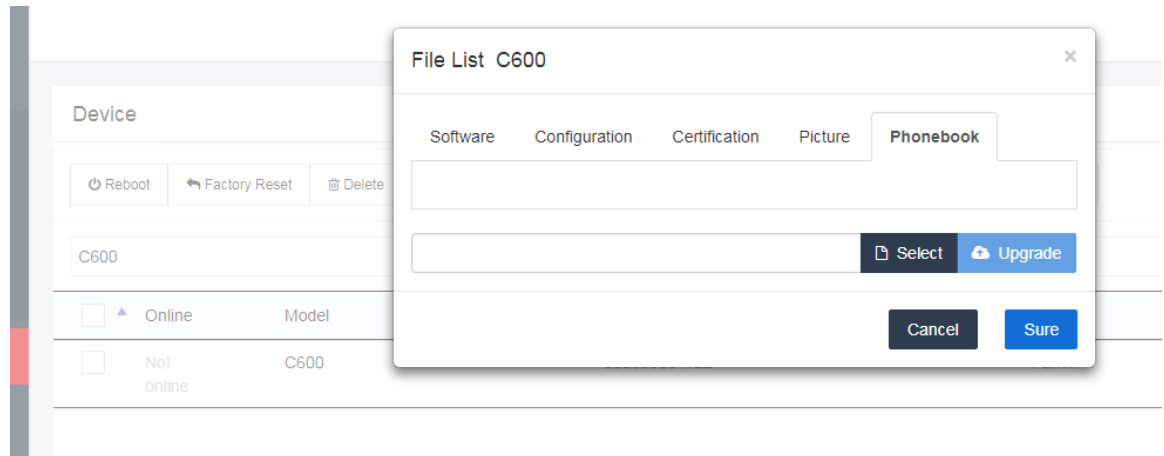 File List C600 ×
Device
Software Configuration Certification Picture Phonebook
Reboot Factory Reset Delete
C600
Select Upgrade
Online Model
Cancel Sure
Not online C600